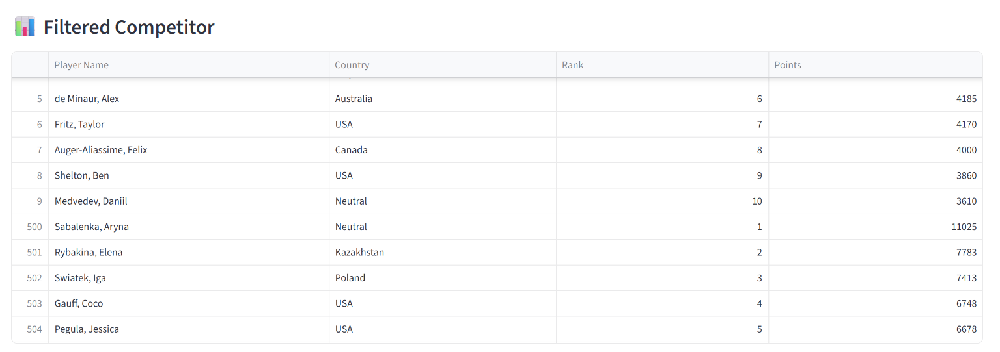 Filtered Competitor
Player Name Country Rank Points
5 de Minaur, Alex Australia 6 4185
6 Fritz, Taylor USA 7 4170
7 Auger-Aliassime, Felix Canada 8 4000
8 Shelton, Ben USA 9 3860
9 Medvedev, Daniil Neutral 10 3610
500 Sabalenka, Aryna Neutral 1 11025
501 Rybakina, Elena Kazakhstan 2 7783
502 Swiatek, Iga Poland 3 7413
503 Gauff, Coco USA 4 6748
504 Pegula, Jessica USA 5 6678